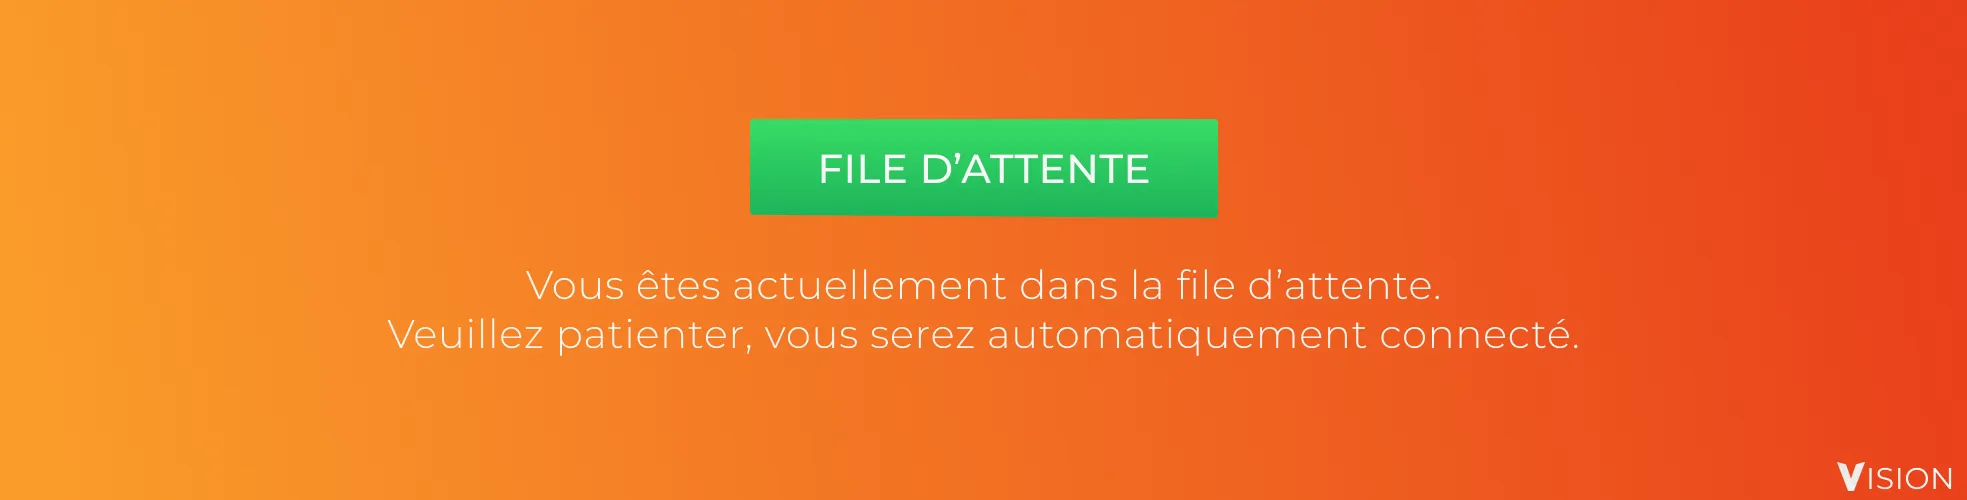 FILE D’ATTENTE
Vous êtes actuellement dans la file d’attente.
Veuillez patienter, vous serez automatiquement connecté.
VISION